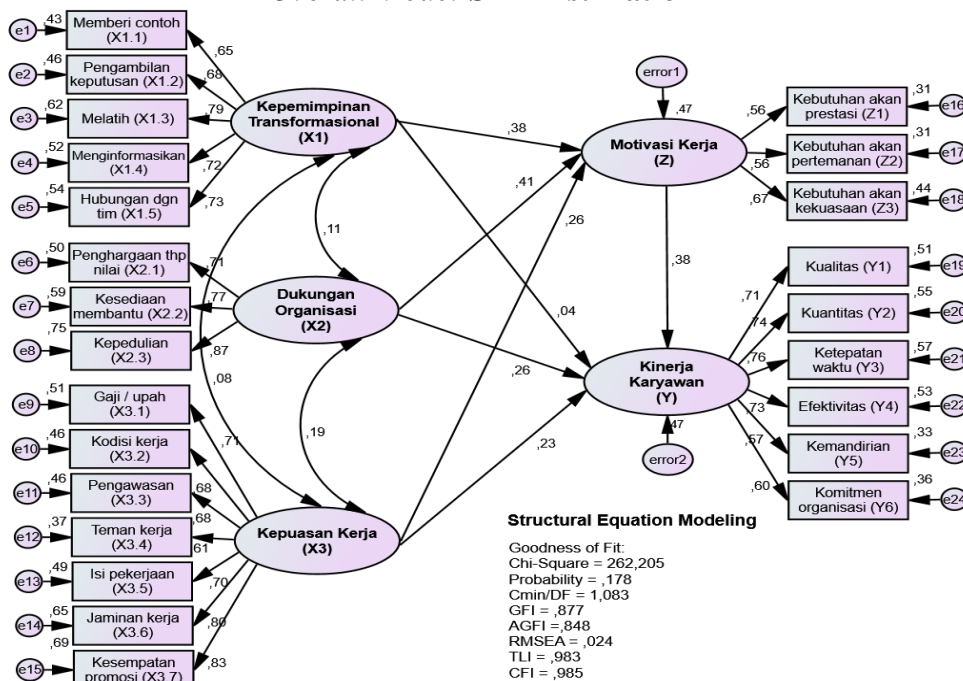 e1
,43
Memberi contoh
(X1.1)
e2
,46
Pengambilan
keputusan (X1.2)
e3
,62
Melatih (X1.3)
e4
,52
Menginformasikan
(X1.4)
e5
,54
Hubungan dgn
tim (X1.5)
,65
,68
,79
,72
,73
Kepemimpinan
Transformasional
(X1)
e6
,50
Penghargaan thp
nilai (X2.1)
e7
,59
Kesediaan
membantu (X2.2)
e8
,75
Kepedulian
(X2.3)
,71
,77
,87
Dukungan
Organisasi
(X2)
e9
,51
Gaji / upah
(X3.1)
e10
,46
Kodisi kerja
(X3.2)
e11
,46
Pengawasan
(X3.3)
e12
,37
Teman kerja
(X3.4)
e13
,49
Isi pekerjaan
(X3.5)
e14
,65
Jaminan kerja
(X3.6)
e15
,69
Kesempatan
promosi (X3.7)
,71
,68
,68
,61
,70
,80
,83
Kepuasan Kerja
(X3)
,11
,08
,19
,38
,41
,26
,04
,26
,23
,38
error1
,47
Motivasi Kerja
(Z)
,56
,56
,67
Kebutuhan akan
prestasi (Z1)
,31
e16
Kebutuhan akan
pertemanan (Z2)
,31
e17
Kebutuhan akan
kekuasaan (Z3)
,44
e18
Kinerja
Karyawan
(Y)
,47
error2
,71
,74
,76
,73
,57
,60
Kualitas (Y1)
,51
e19
Kuantitas (Y2)
,55
e20
Ketepatan
waktu (Y3)
,57
e21
Efektivitas (Y4)
,53
e22
Kemandirian
(Y5)
,33
e23
Komitmen
organisasi (Y6)
,36
e24
Structural Equation Modeling
Goodness of Fit:
Chi-Square = 262,205
Probability = ,178
Cmin/DF = 1,083
GFI = ,877
AGFI =,848
RMSEA = ,024
TLI = ,983
CFI = ,985